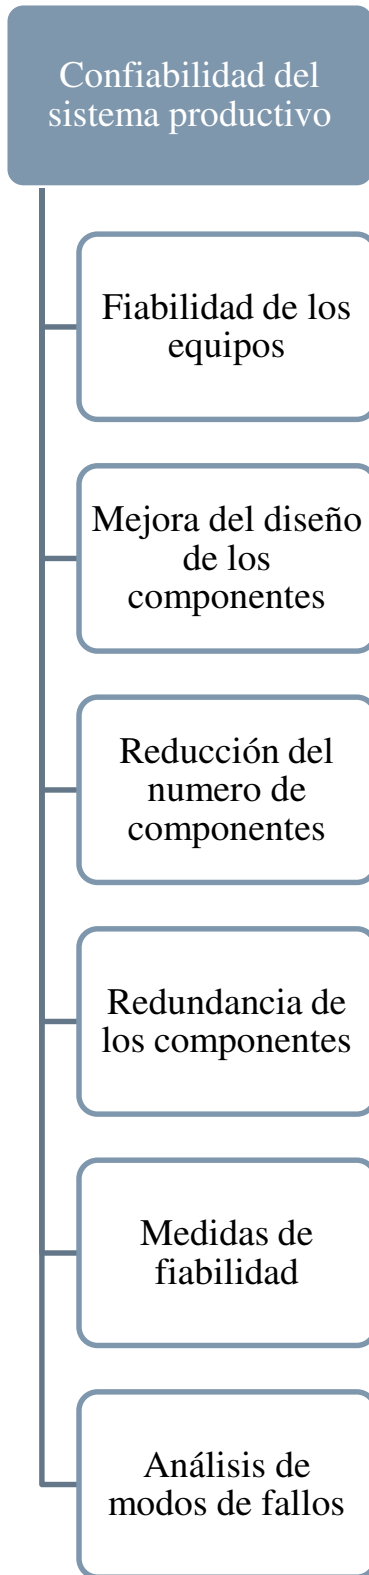 Confiabilidad del
sistema productivo
Fiabilidad de los
equipos
Mejora del diseño
de los
componentes
Reducción del
numero de
componentes
Redundancia de
los componentes
Medidas de
fiabilidad
Análisis de
modos de fallos